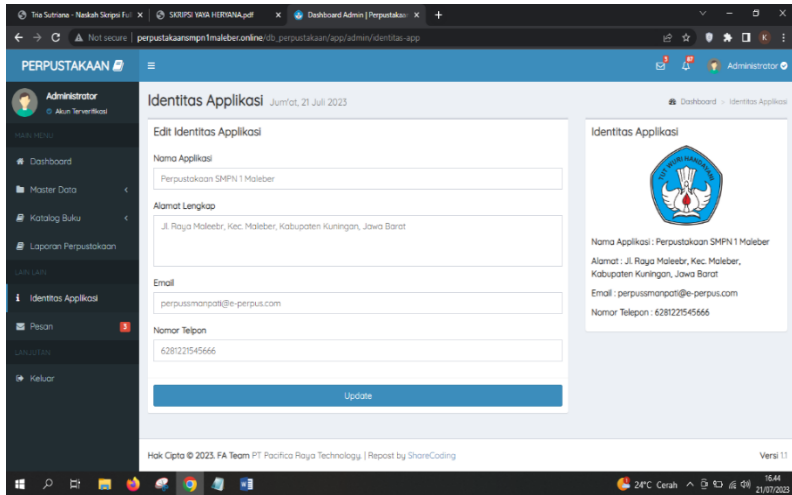 Tria Sutriana - Naskah Skripsi Ful
SKRIPSI YAYA HERYANA.pdf
Dashboard Admin | Perpustakaan
Not secure | perpustakaansmpn1maleber.online/db_perpustakaan/app/admin/identitas-app
PERPUSTAKAAN
Administrator
Administrator
Akun Terverifikasi
MAIN MENU
Dashboard
Master Data
Katalog Buku
Laporan Perpustakaan
LAIN LAIN
Identitas Applikasi
Pesan 3
LANJUTAN
Keluar
Identitas Applikasi Jum'at, 21 Juli 2023
Dashboard > Identitas Applikasi
Edit Identitas Applikasi
Nama Applikasi
Perpustakaan SMPN 1 Maleber
Alamat Lengkap
Jl. Raya Maleebr, Kec. Maleber, Kabupaten Kuningan, Jawa Barat
Email
perpussmanpati@e-perpus.com
Nomor Telpon
6281221545666
Update
Identitas Applikasi
TUT WURI HANDAYANI
Nama Applikasi : Perpustakaan SMPN 1 Maleber
Alamat : Jl. Raya Maleebr, Kec. Maleber,
Kabupaten Kuningan, Jawa Barat
Email : perpussmanpati@e-perpus.com
Nomor Telepon : 6281221545666
Hak Cipta © 2023. FA Team PT Pacifica Raya Technology. | Repost by ShareCoding
Versi 1.1
24°C Cerah
16.44
21/07/2023